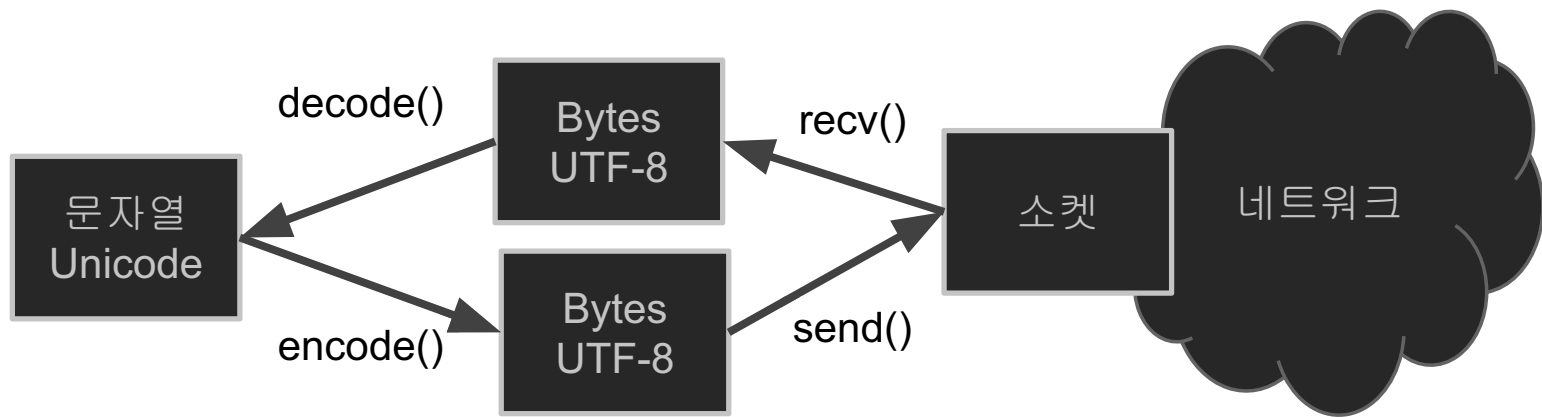 decode()
Bytes
UTF-8
recv()
문자열
Unicode
소켓
네트워크
encode()
Bytes
UTF-8
send()